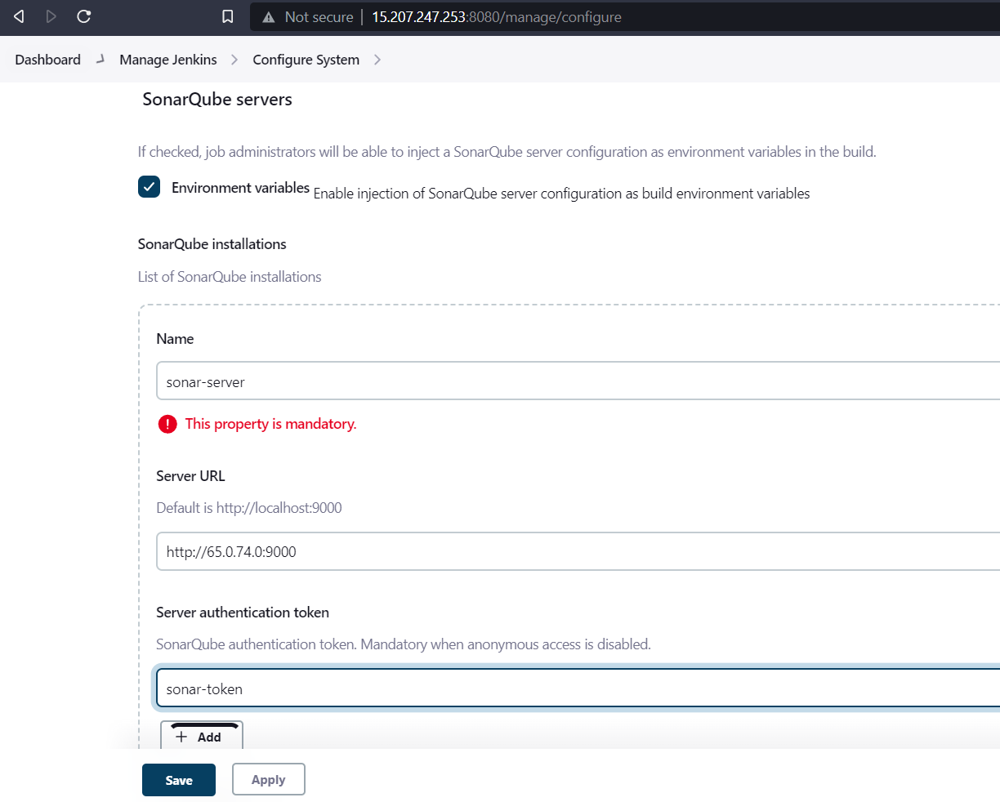 Not secure | 15.207.247.253:8080/manage/configure
Dashboard > Manage Jenkins > Configure System >
SonarQube servers
If checked, job administrators will be able to inject a SonarQube server configuration as environment variables in the build.
Environment variables Enable injection of SonarQube server configuration as build environment variables
SonarQube installations
List of SonarQube installations
Name
sonar-server
This property is mandatory.
Server URL
Default is http://localhost:9000
http://65.0.74.0:9000
Server authentication token
SonarQube authentication token. Mandatory when anonymous access is disabled.
sonar-token
+ Add
Save Apply